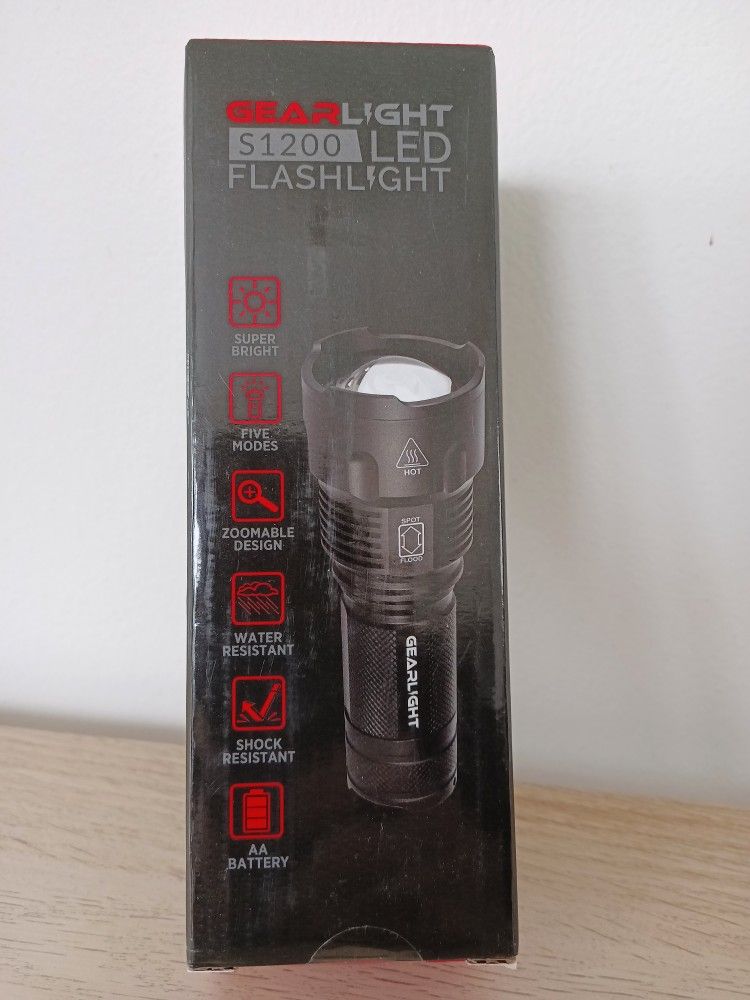 GEARLIGHT
S1200 LED
FLASHLIGHT
SUPER
BRIGHT
FIVE
MODES
ZOOMABLE
DESIGN
WATER
RESISTANT
SHOCK
RESISTANT
AA
BATTERY
HOT
SPOT
FLOOD
GEARLIGHT